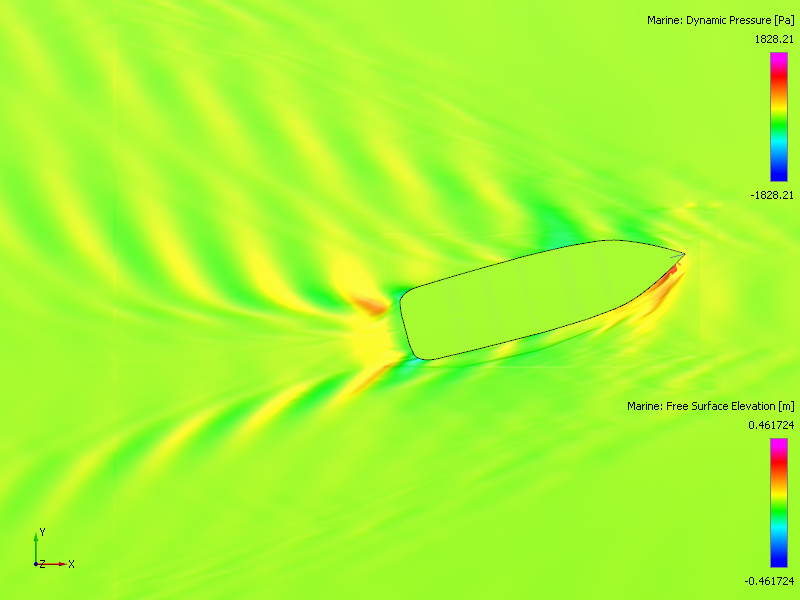 Marine: Dynamic Pressure [Pa]
1828.21
-1828.21
Marine: Free Surface Elevation [m]
0.461724
-0.461724
Y
Z X